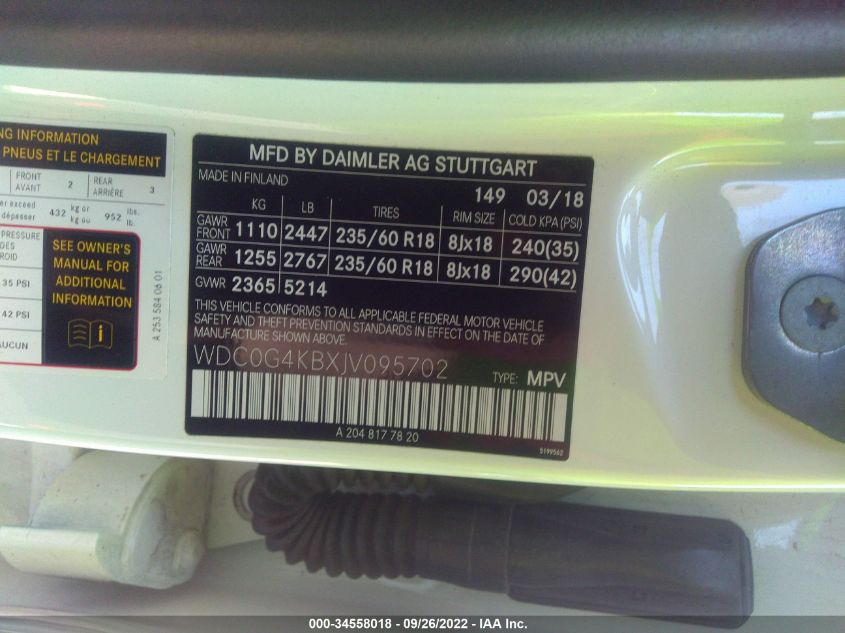 NG INFORMATION
PNEUS ET LE CHARGEMENT
FRONT AVANT 2 REAR ARRIÈRE 3
er exceed
dépasser 432 kg or kg ou 952 lbs. lb.
PRESSURE
DES
ROID
35 PSI
42 PSI
AUCUN
SEE OWNER'S
MANUAL FOR
ADDITIONAL
INFORMATION
A 253 584 06 01
MFD BY DAIMLER AG STUTTGART
MADE IN FINLAND
149 03/18
KG LB TIRES RIM SIZE COLD KPA (PSI)
GAWR FRONT 1110 2447 235/60 R18 8Jx18 240(35)
GAWR REAR 1255 2767 235/60 R18 8Jx18 290(42)
GVWR 2365 5214
THIS VEHICLE CONFORMS TO ALL APPLICABLE FEDERAL MOTOR VEHICLE
SAFETY AND THEFT PREVENTION STANDARDS IN EFFECT ON THE DATE OF
MANUFACTURE SHOWN ABOVE.
WDC0G4KBXJV095702
TYPE: MPV
A 204 817 78 20
5199562
000-34558018 - 09/26/2022 - IAA Inc.